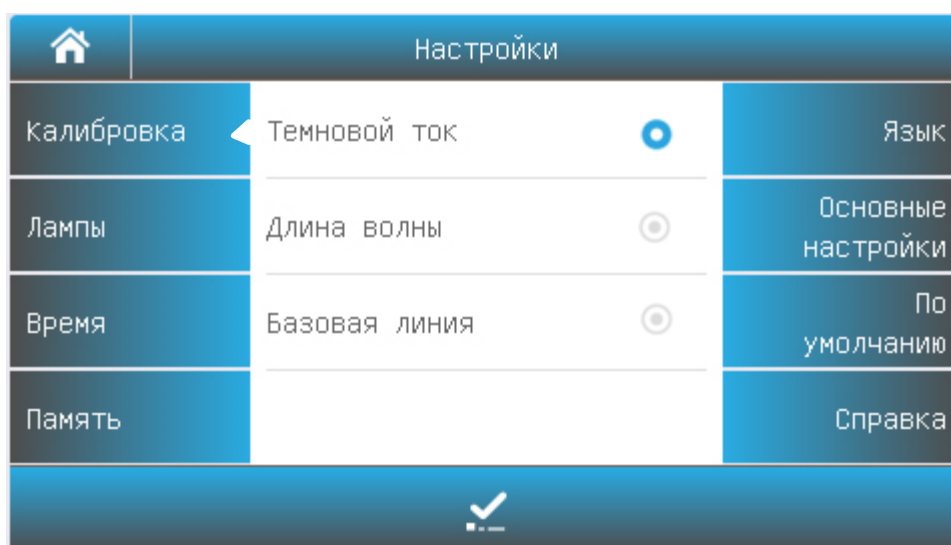 Настройки
Калибровка
Темновой ток
Язык
Лампы
Длина волны
Основные
настройки
Время
Базовая линия
По
умолчанию
Память
Справка